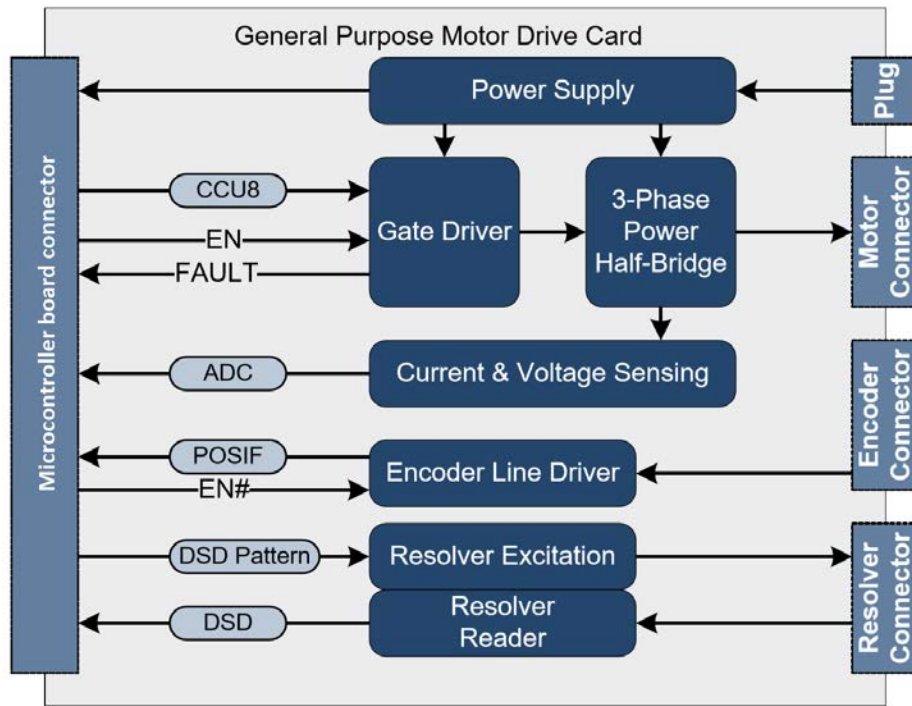 General Purpose Motor Drive Card
Microcontroller board connector
Power Supply
Plug
CCU8
EN
FAULT
Gate Driver
3-Phase
Power
Half-Bridge
Motor
Connector
ADC
Current & Voltage Sensing
Encoder
Connector
POSIF
EN#
Encoder Line Driver
DSD Pattern
Resolver Excitation
DSD
Resolver
Reader
Resolver
Connector